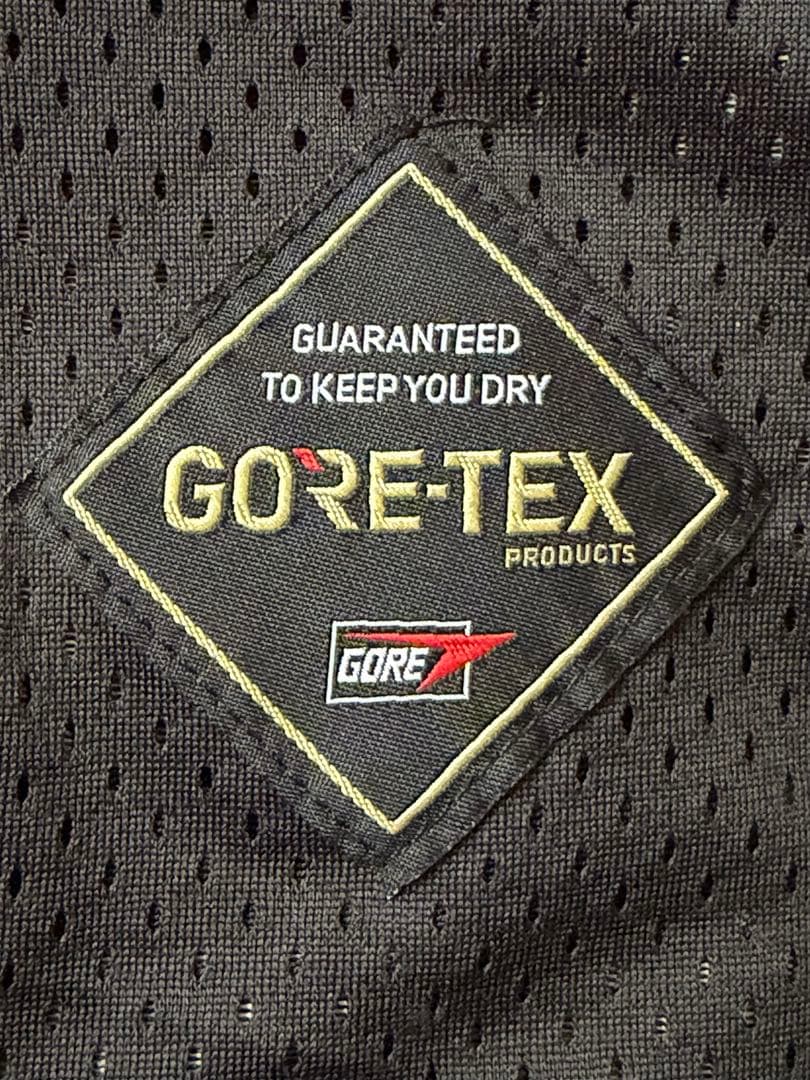 GUARANTEED
TO KEEP YOU DRY
GORE-TEX
PRODUCTS
GORE